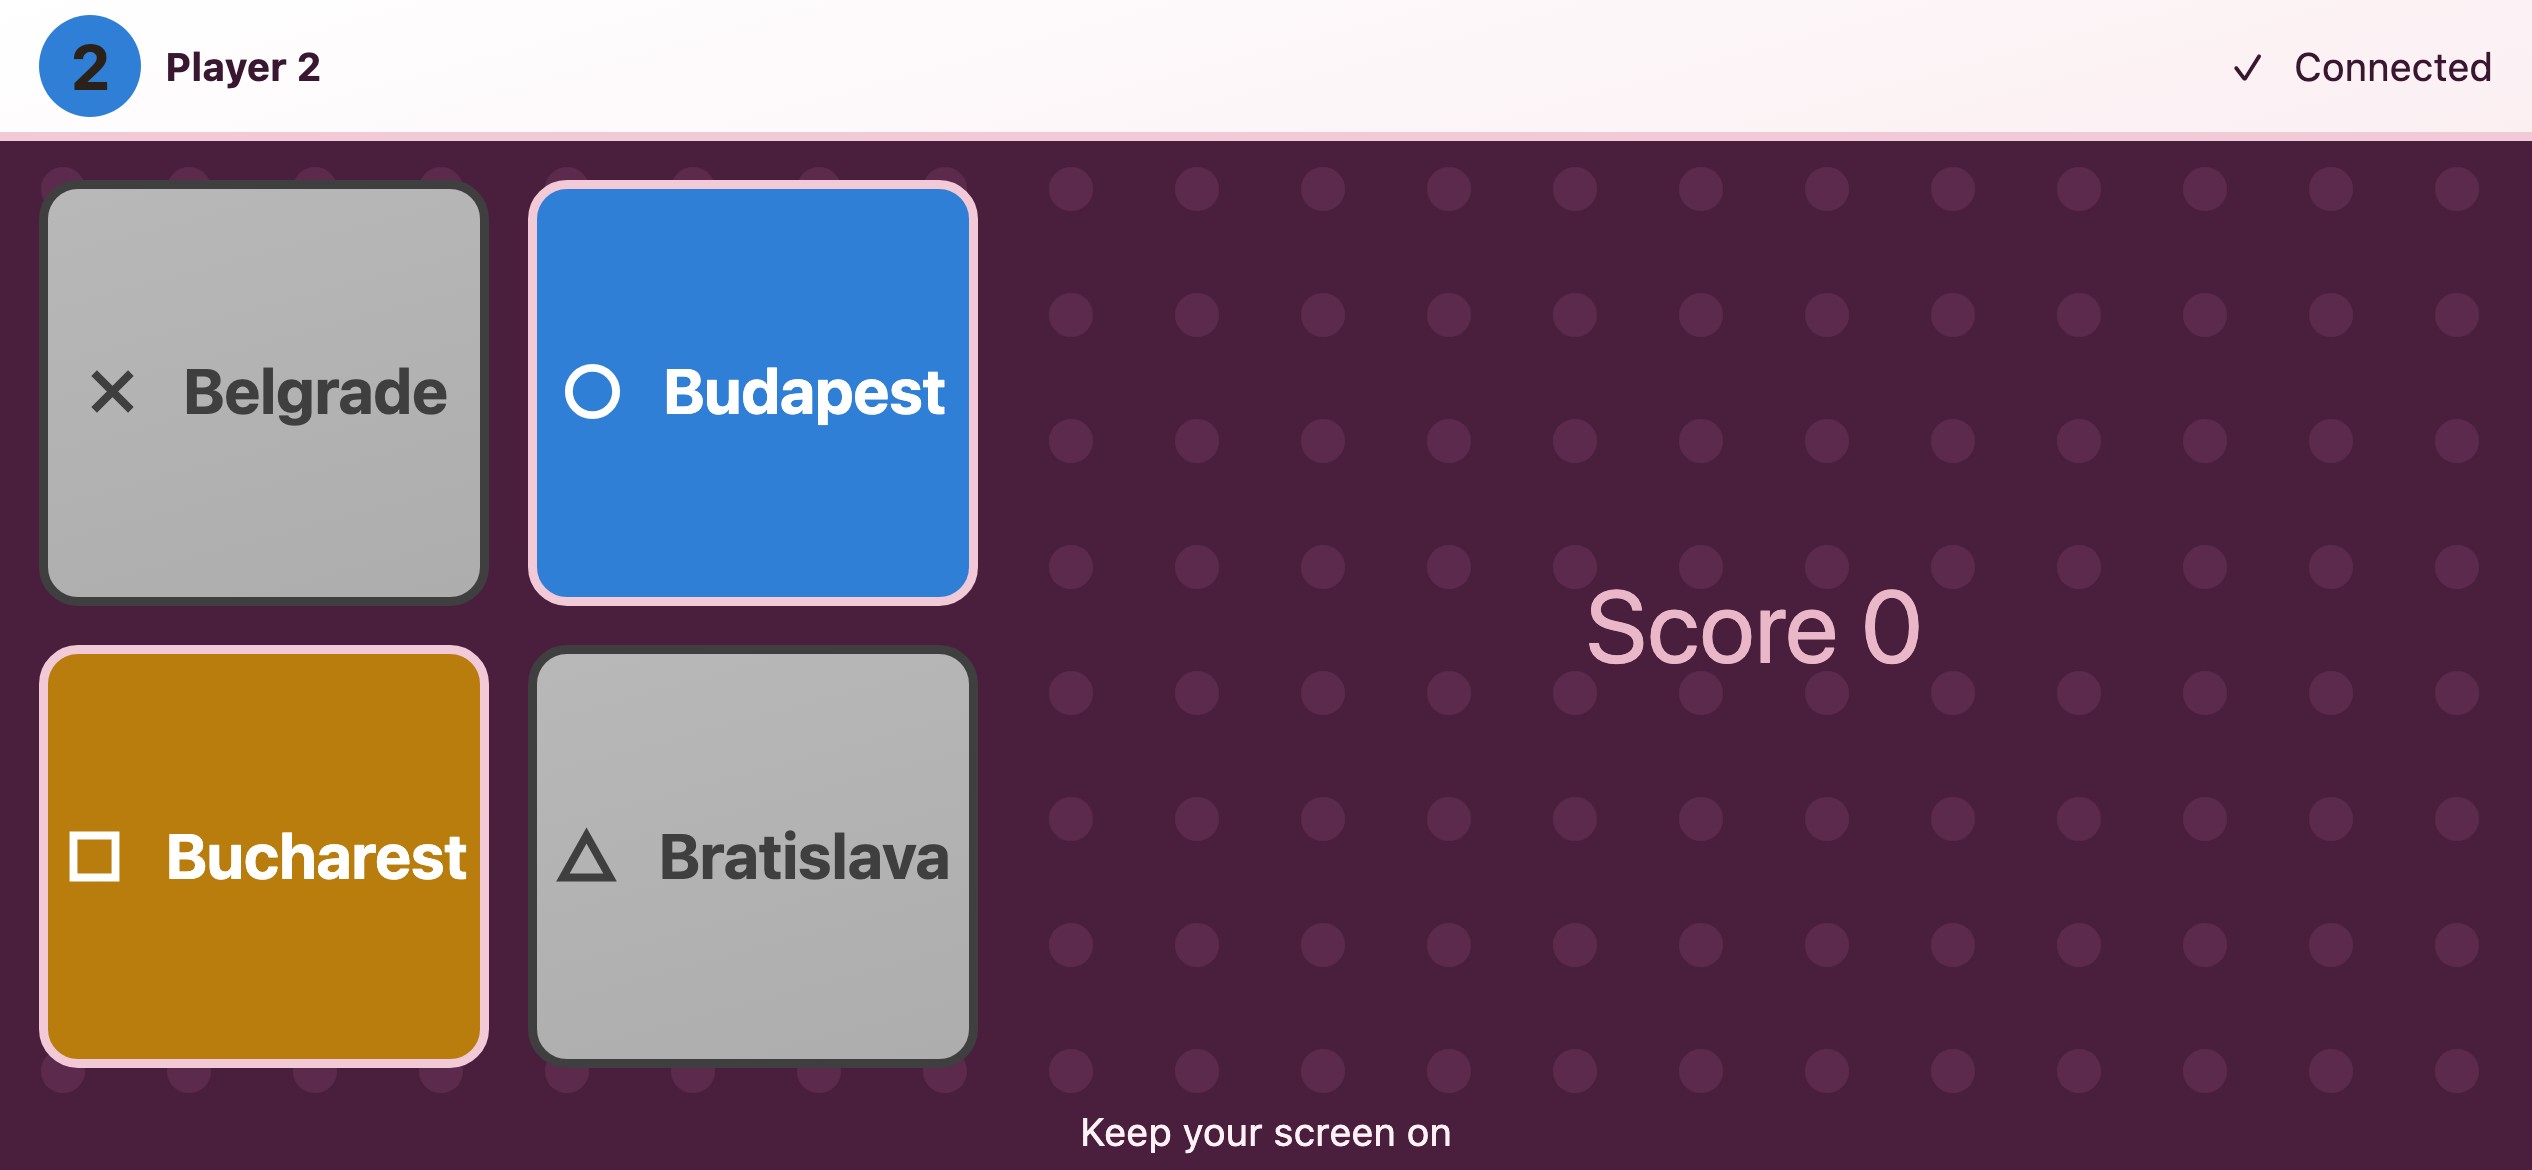 2 Player 2
✓ Connected
Belgrade
Budapest
Bucharest
Bratislava
Score 0
Keep your screen on